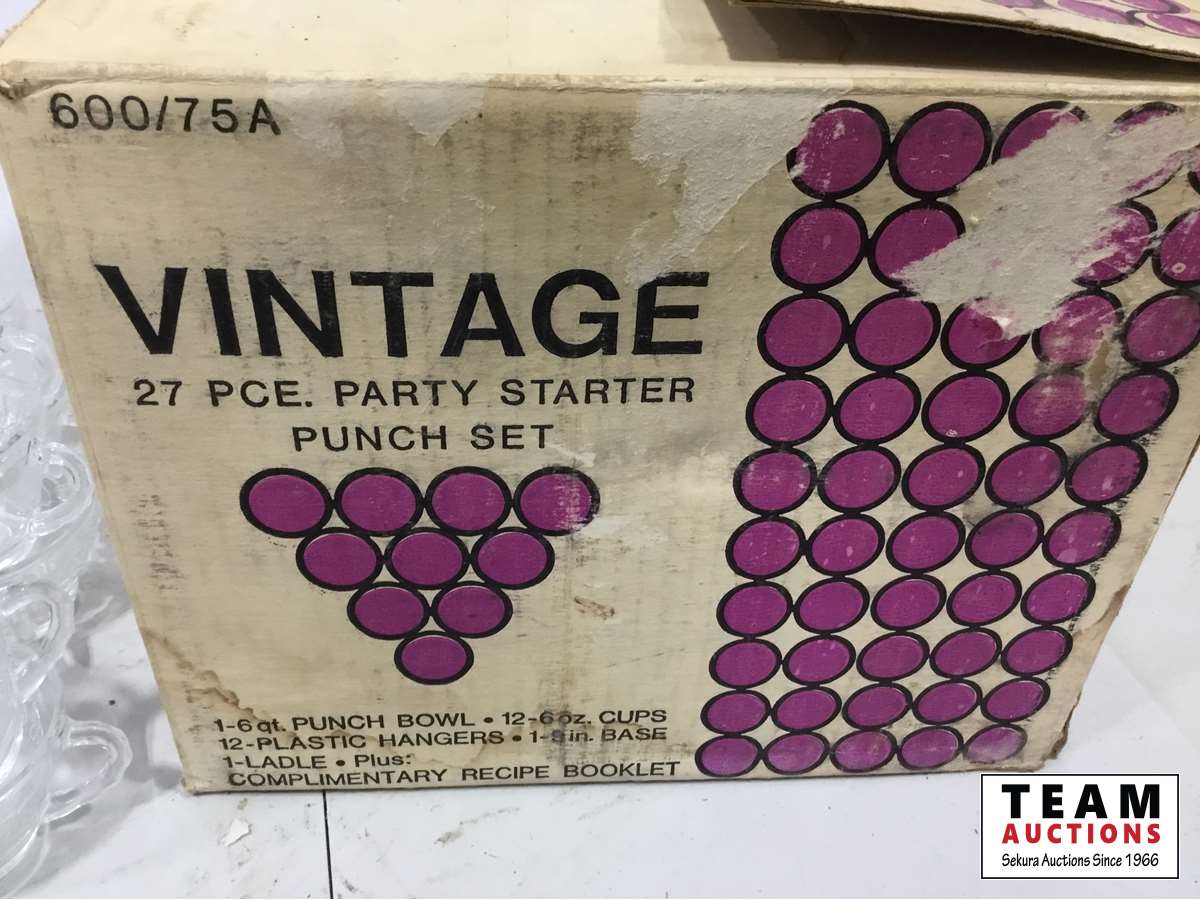 600/75A
VINTAGE
27 PCE. PARTY STARTER
PUNCH SET
1-6 qt. PUNCH BOWL • 12-6 oz. CUPS
12-PLASTIC HANGERS • 1-8 in. BASE
1-LADLE • Plus:
COMPLIMENTARY RECIPE BOOKLET
TEAM
AUCTIONS
Sekura Auctions Since 1966